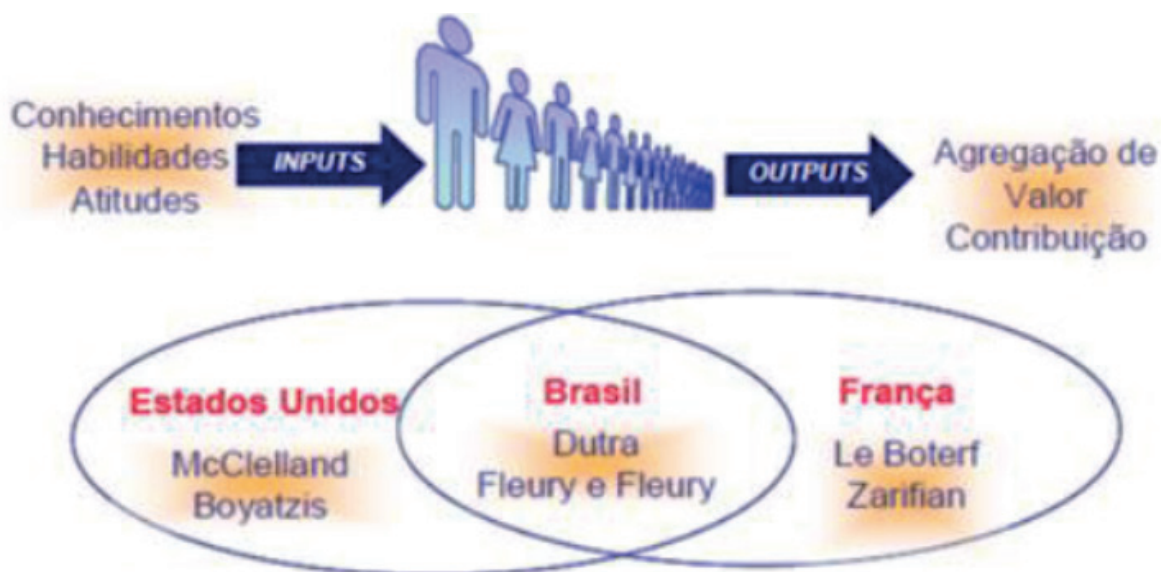 Conhecimentos
Habilidades
Atitudes
INPUTS
OUTPUTS
Agregação de
Valor
Contribuição
Estados Unidos
McClelland
Boyatzis
Brasil
Dutra
Fleury e Fleury
França
Le Boterf
Zarifian